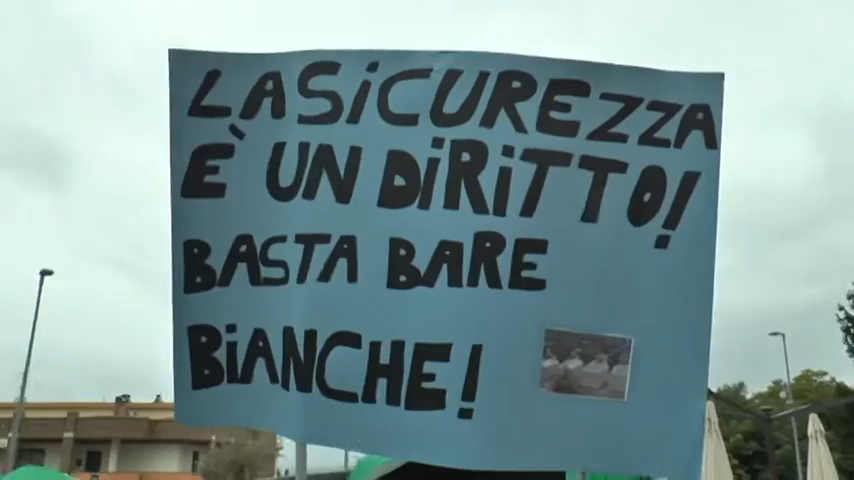 LA SiCUREZZA
È UN DiRiTTO!
BASTA BARE
BiANCHE!